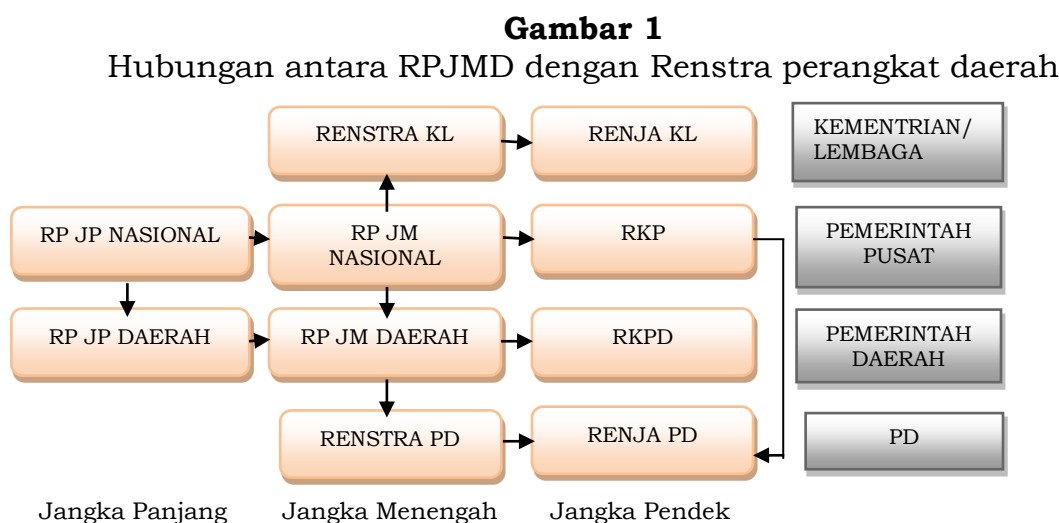 Gambar 1
Hubungan antara RPJMD dengan Renstra perangkat daerah
RENSTRA KL
RENJA KL
KEMENTRIAN/
LEMBAGA
RP JP NASIONAL
RP JM
NASIONAL
RKP
PEMERINTAH
PUSAT
RP JP DAERAH
RP JM DAERAH
RKPD
PEMERINTAH
DAERAH
RENSTRA PD
RENJA PD
PD
Jangka Panjang
Jangka Menengah
Jangka Pendek